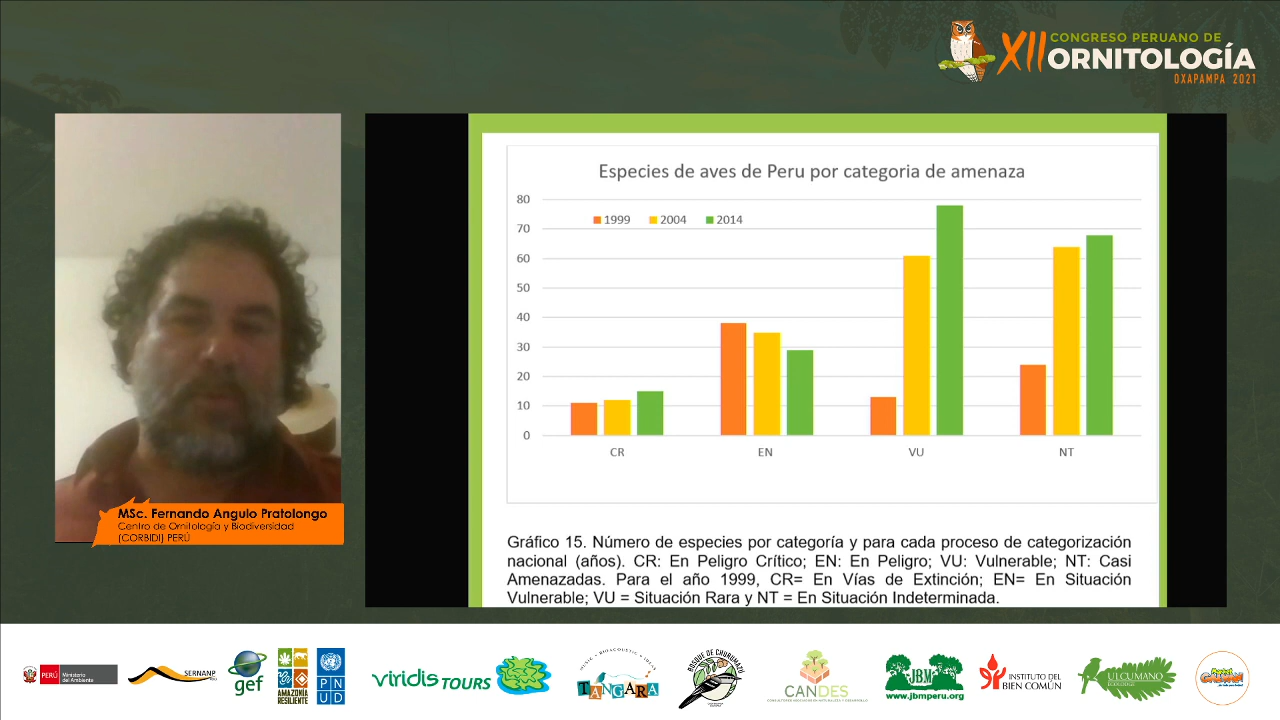 XII CONGRESO PERUANO DE
ORNITOLOGÍA
OXAPAMPA 2021
Especies de aves de Peru por categoria de amenaza
1999 2004 2014
80
70
60
50
40
30
20
10
0
CR EN VU NT
Gráfico 15. Número de especies por categoría y para cada proceso de categorización
nacional (años). CR: En Peligro Crítico; EN: En Peligro; VU: Vulnerable; NT: Casi
Amenazadas. Para el año 1999, CR= En Vías de Extinción; EN= En Situación
Vulnerable; VU = Situación Rara y NT = En Situación Indeterminada.
MSc. Fernando Angulo Pratolongo
Centro de Ornitología y Biodiversidad
(CORBIDI) PERÚ
PERÚ Ministerio
del Ambiente
SERNANP
gef
AMAZONÍA
RESILIENTE
PN
UD
viridis TOURS
TANGARA
BOSQUE DE CHURUMAZÚ
CANDES
JBM
www.jbmperu.org
INSTITUTO DEL
BIEN COMÚN
ULCUMANO
ECOLODGE